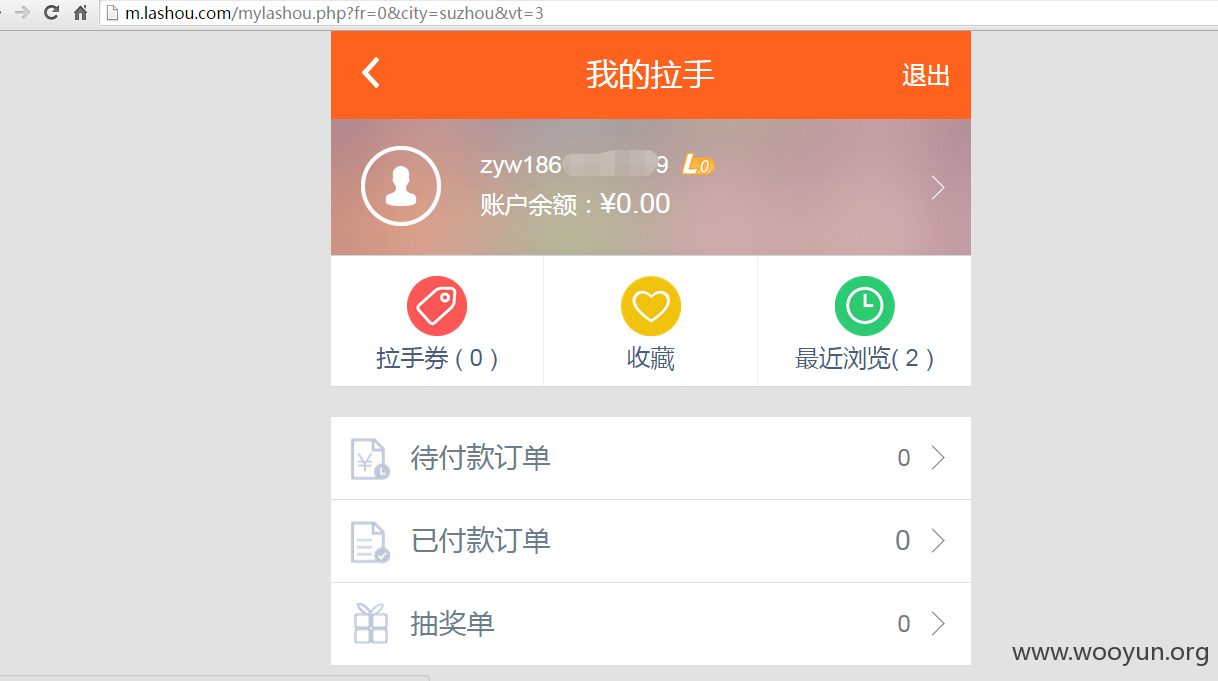 m.lashou.com/mylashou.php?fr=0&city=suzhou&vt=3
我的拉手
退出
zyw186 9 L0
账户余额：¥0.00
拉手券 ( 0 )
收藏
最近浏览( 2 )
待付款订单 0
已付款订单 0
抽奖单 0
www.wooyun.org